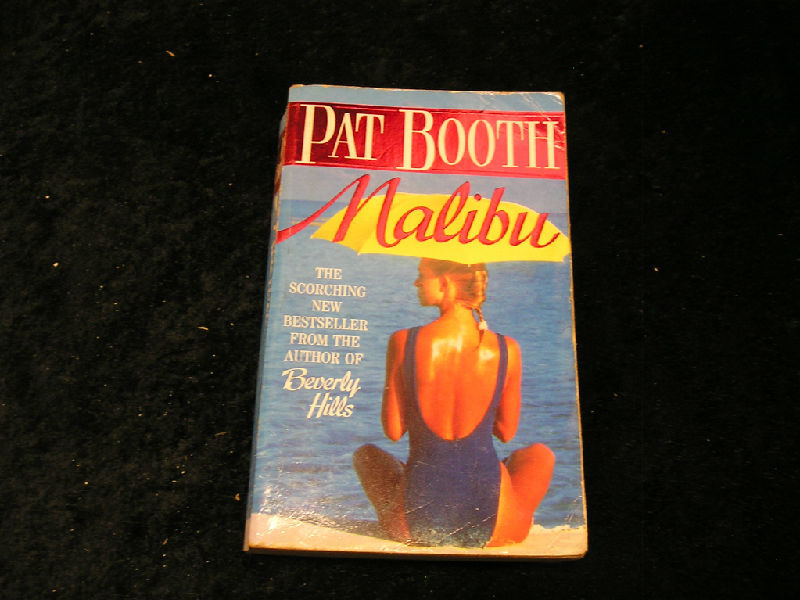 PAT BOOTH
Malibu
THE
SCORCHING
NEW
BESTSELLER
FROM THE
AUTHOR OF
Beverly
Hills